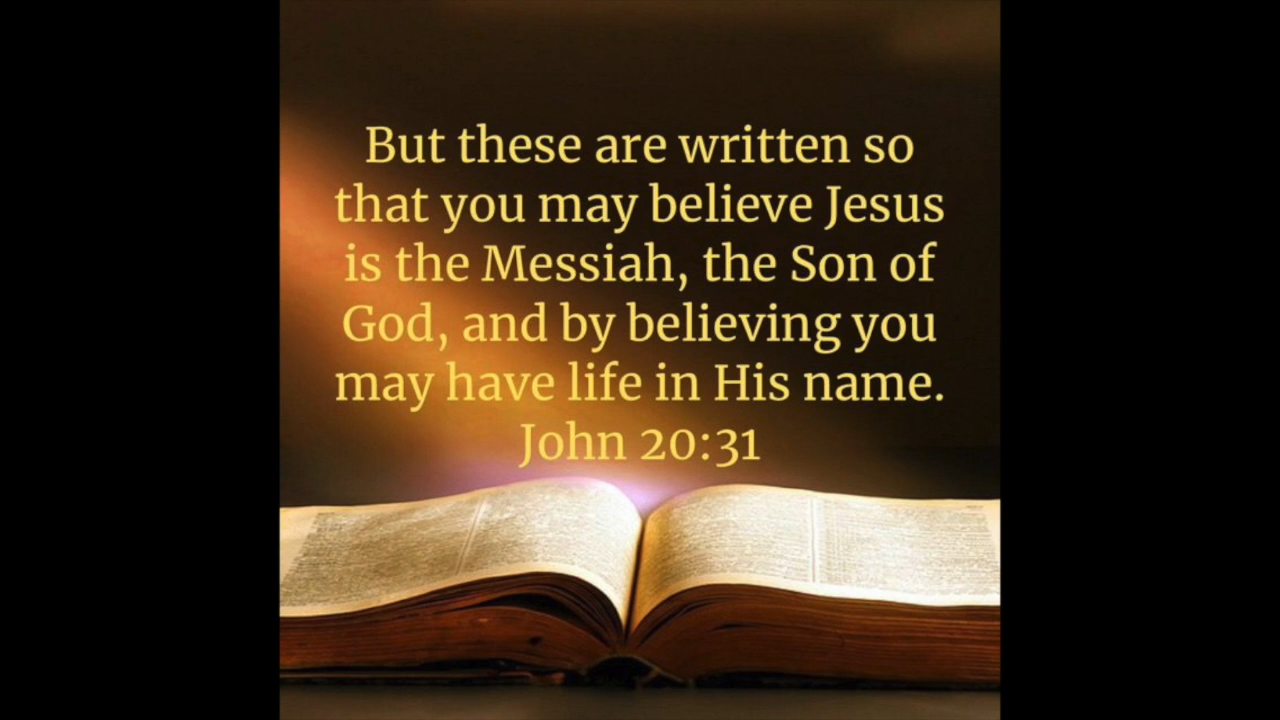 But these are written so
that you may believe Jesus
is the Messiah, the Son of
God, and by believing you
may have life in His name.
John 20:31